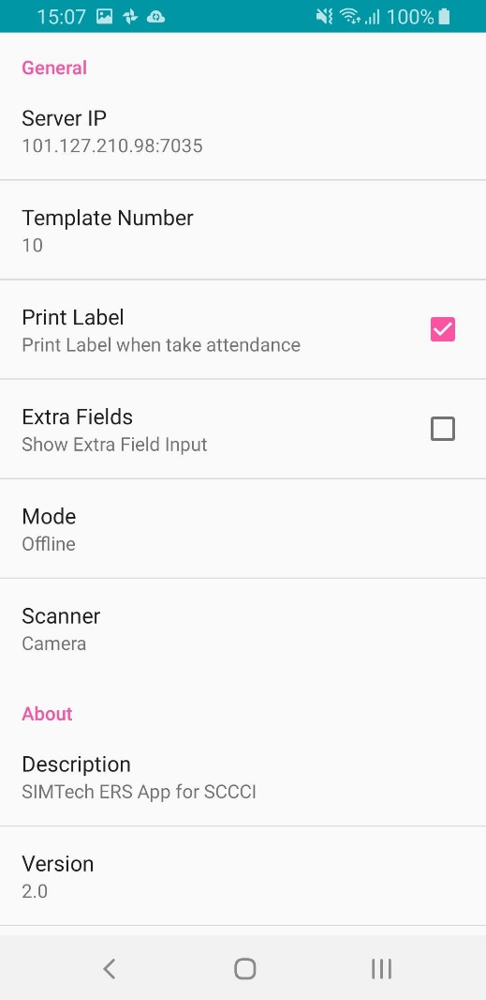 15:07 100%
General
Server IP
101.127.210.98:7035
Template Number
10
Print Label
Print Label when take attendance
Extra Fields
Show Extra Field Input
Mode
Offline
Scanner
Camera
About
Description
SIMTech ERS App for SCCCI
Version
2.0